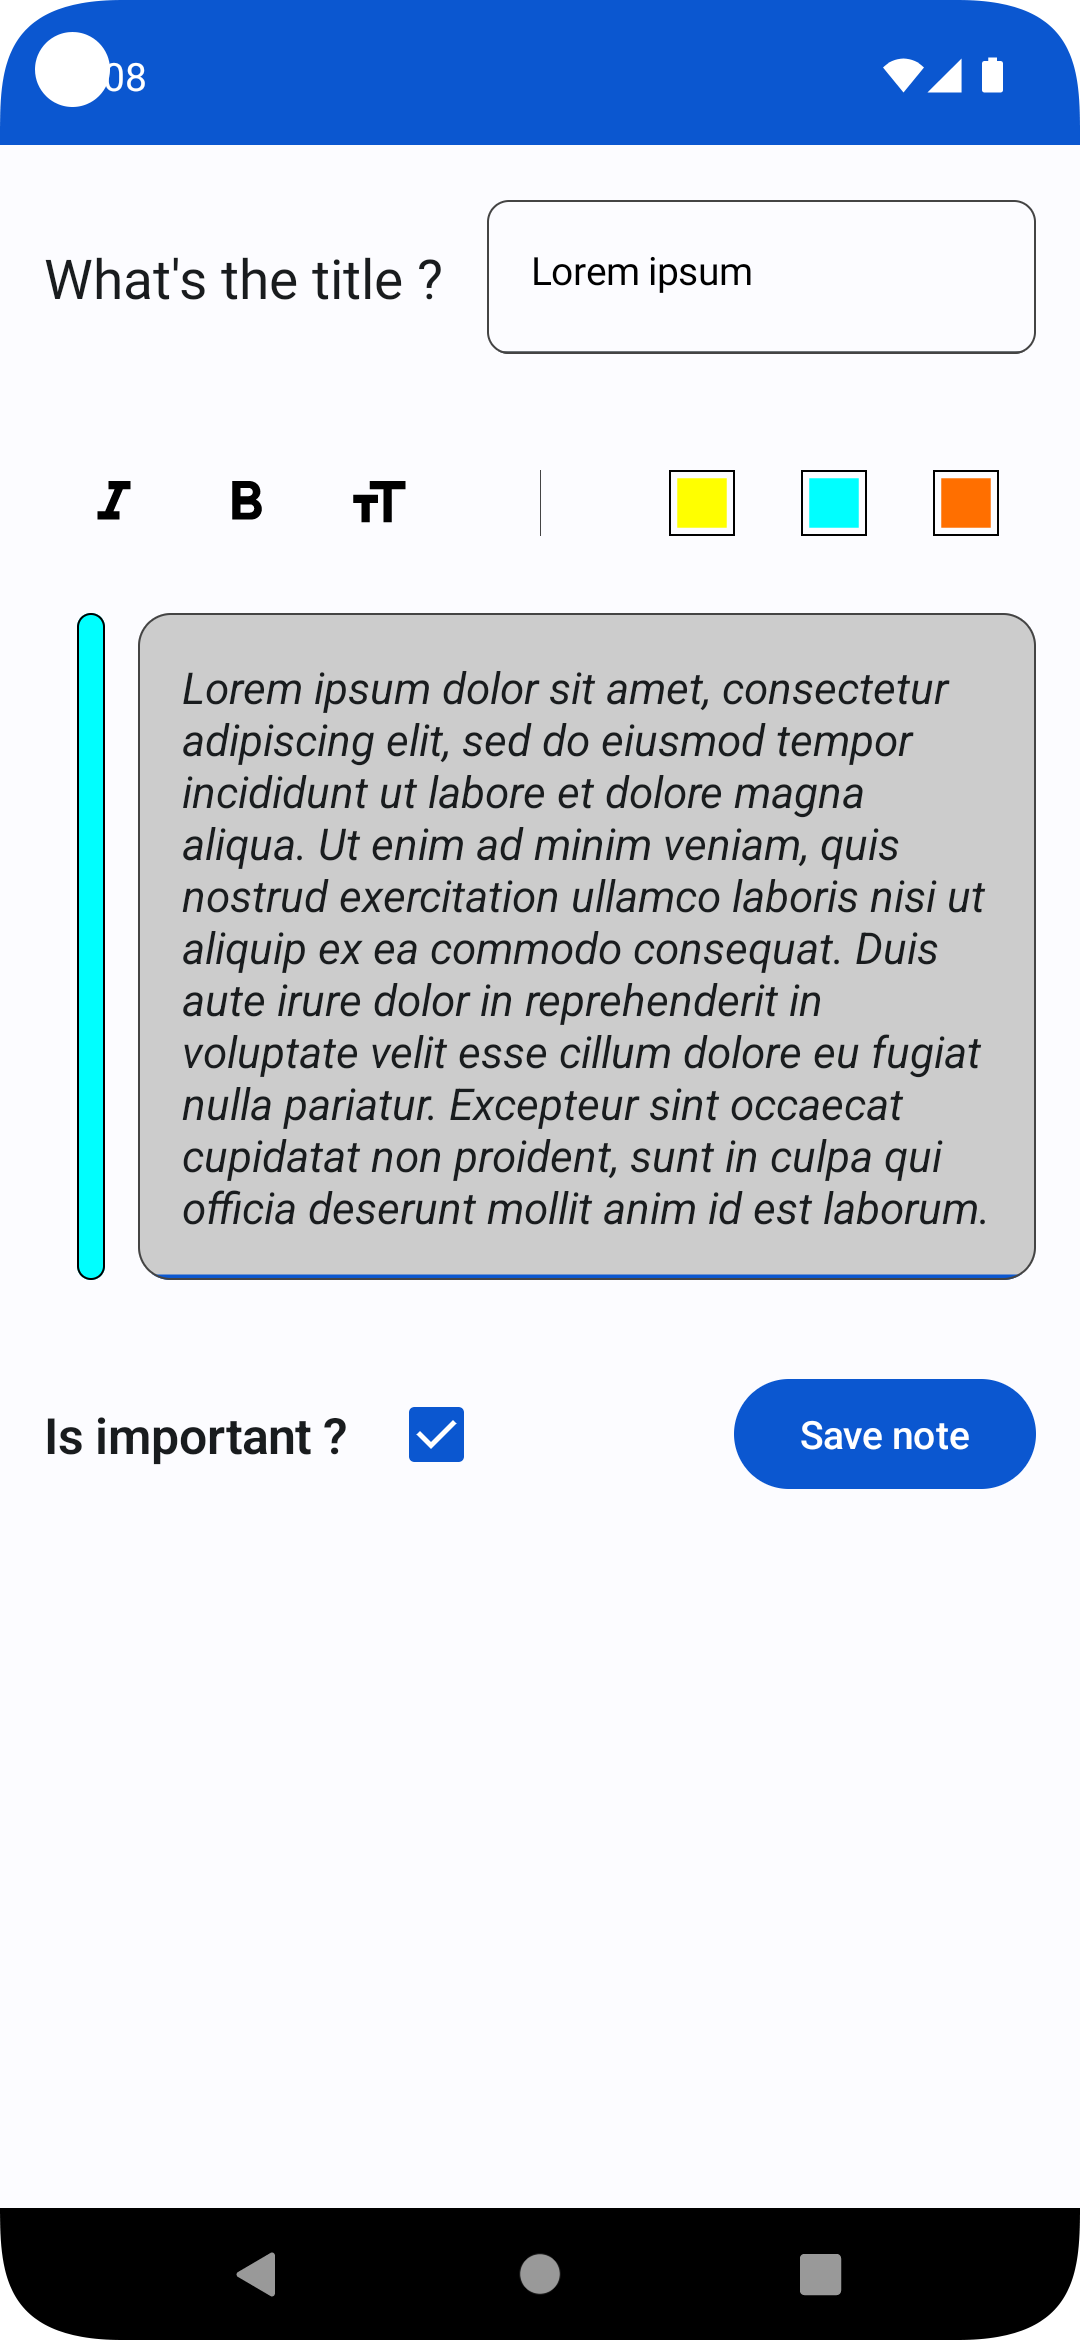 08
What's the title ?
Lorem ipsum
I B TT
Lorem ipsum dolor sit amet, consectetur
adipiscing elit, sed do eiusmod tempor
incididunt ut labore et dolore magna
aliqua. Ut enim ad minim veniam, quis
nostrud exercitation ullamco laboris nisi ut
aliquip ex ea commodo consequat. Duis
aute irure dolor in reprehenderit in
voluptate velit esse cillum dolore eu fugiat
nulla pariatur. Excepteur sint occaecat
cupidatat non proident, sunt in culpa qui
officia deserunt mollit anim id est laborum.
Is important ?
Save note